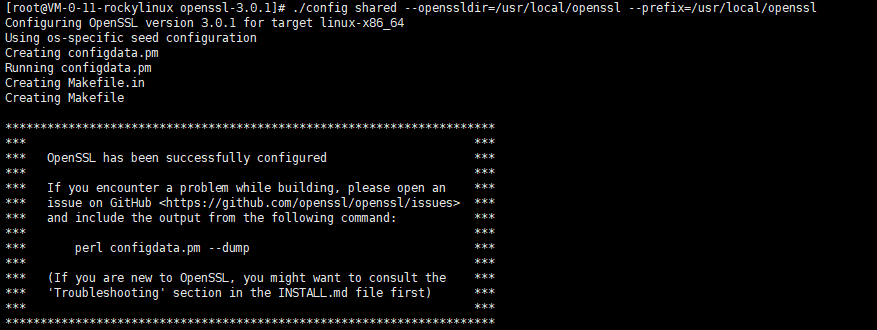 [root@VM-0-11-rockylinux openssl-3.0.1]# ./config shared --openssldir=/usr/local/openssl --prefix=/usr/local/openssl
Configuring OpenSSL version 3.0.1 for target linux-x86_64
Using os-specific seed configuration
Creating configdata.pm
Running configdata.pm
Creating Makefile.in
Creating Makefile

**********************************************************************
***                                                                ***
***   OpenSSL has been successfully configured                     ***
***                                                                ***
***   If you encounter a problem while building, please open an    ***
***   issue on GitHub <https://github.com/openssl/openssl/issues>  ***
***   and include the output from the following command:           ***
***                                                                ***
***       perl configdata.pm --dump                                ***
***                                                                ***
***   (If you are new to OpenSSL, you might want to consult the    ***
***   'Troubleshooting' section in the INSTALL.md file first)      ***
***                                                                ***
**********************************************************************